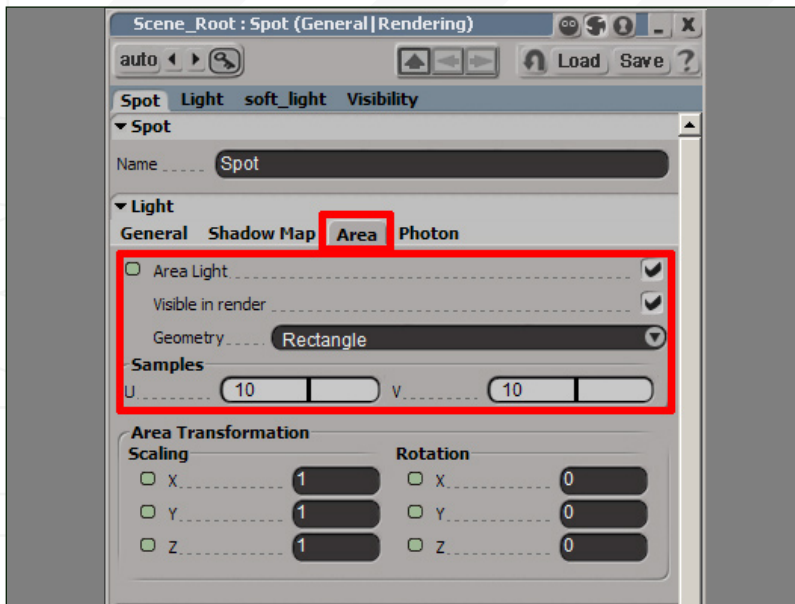 Scene_Root : Spot (General|Rendering)
auto Load Save ?
Spot Light soft_light Visibility
Spot
Name Spot
Light
General Shadow Map Area Photon
Area Light
Visible in render
Geometry Rectangle
Samples
U 10 V 10
Area Transformation
Scaling Rotation
X 1 X 0
Y 1 Y 0
Z 1 Z 0